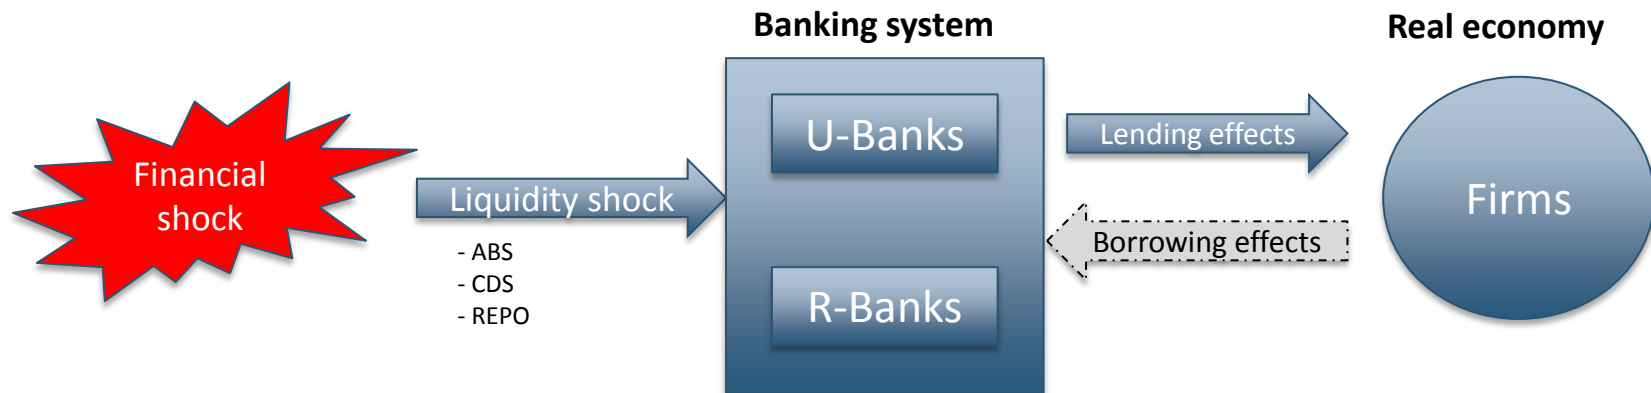 Banking system
Real economy
Financial
shock
Liquidity shock
- ABS
- CDS
- REPO
U-Banks
R-Banks
Lending effects
Borrowing effects
Firms